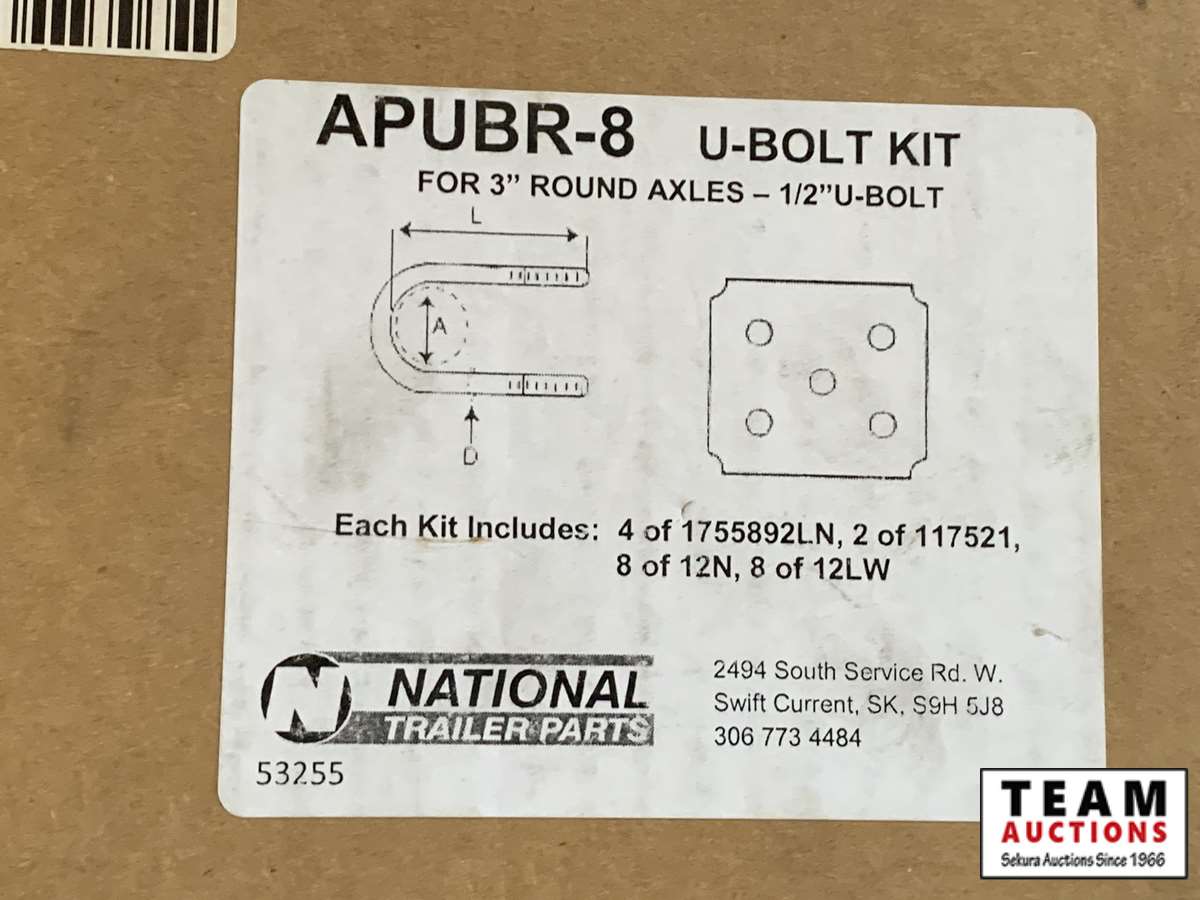 APUBR-8 U-BOLT KIT
FOR 3" ROUND AXLES – 1/2"U-BOLT
L
A
D
Each Kit Includes: 4 of 1755892LN, 2 of 117521,
8 of 12N, 8 of 12LW
N NATIONAL
TRAILER PARTS
2494 South Service Rd. W.
Swift Current, SK, S9H 5J8
306 773 4484
53255
TEAM
AUCTIONS
Sekura Auctions Since 1966